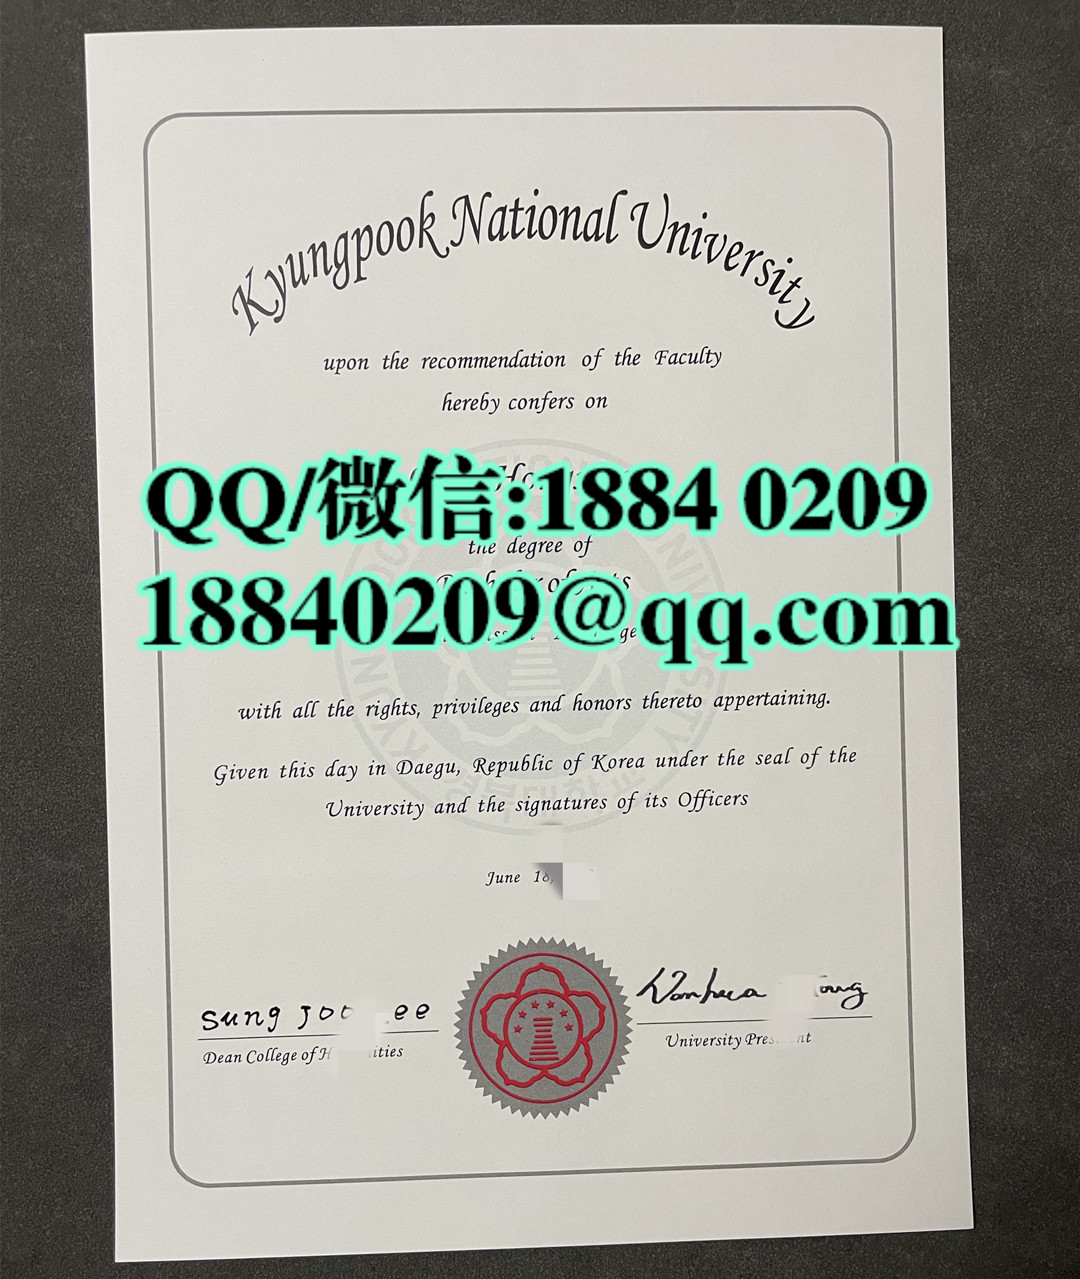 Kyungpook National University
upon the recommendation of the Faculty
hereby confers on
QQ/微信:1884 0209
the degree of
18840209@qq.com
with all the rights, privileges and honors thereto appertaining.
Given this day in Daegu, Republic of Korea under the seal of the
University and the signatures of its Officers
June 18,
Sung Joo
Dean College of
University